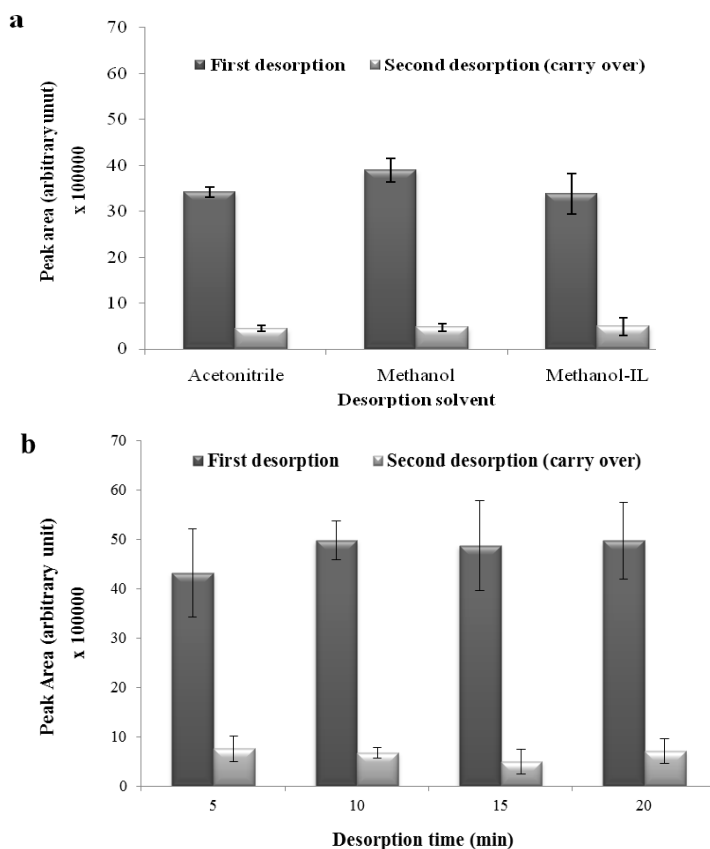 a
70
60
50
40
30
20
10
0
Peak area (arbitrary unut)
x 100000
First desorption
Second desorption (carry over)
Acetonitrile
Methanol
Methanol-IL
Desorption solvent
b
70
60
50
40
30
20
10
0
Peak Area (arbitrary unit)
x 100000
First desorption
Second desorption (carry over)
5
10
15
20
Desorption time (min)